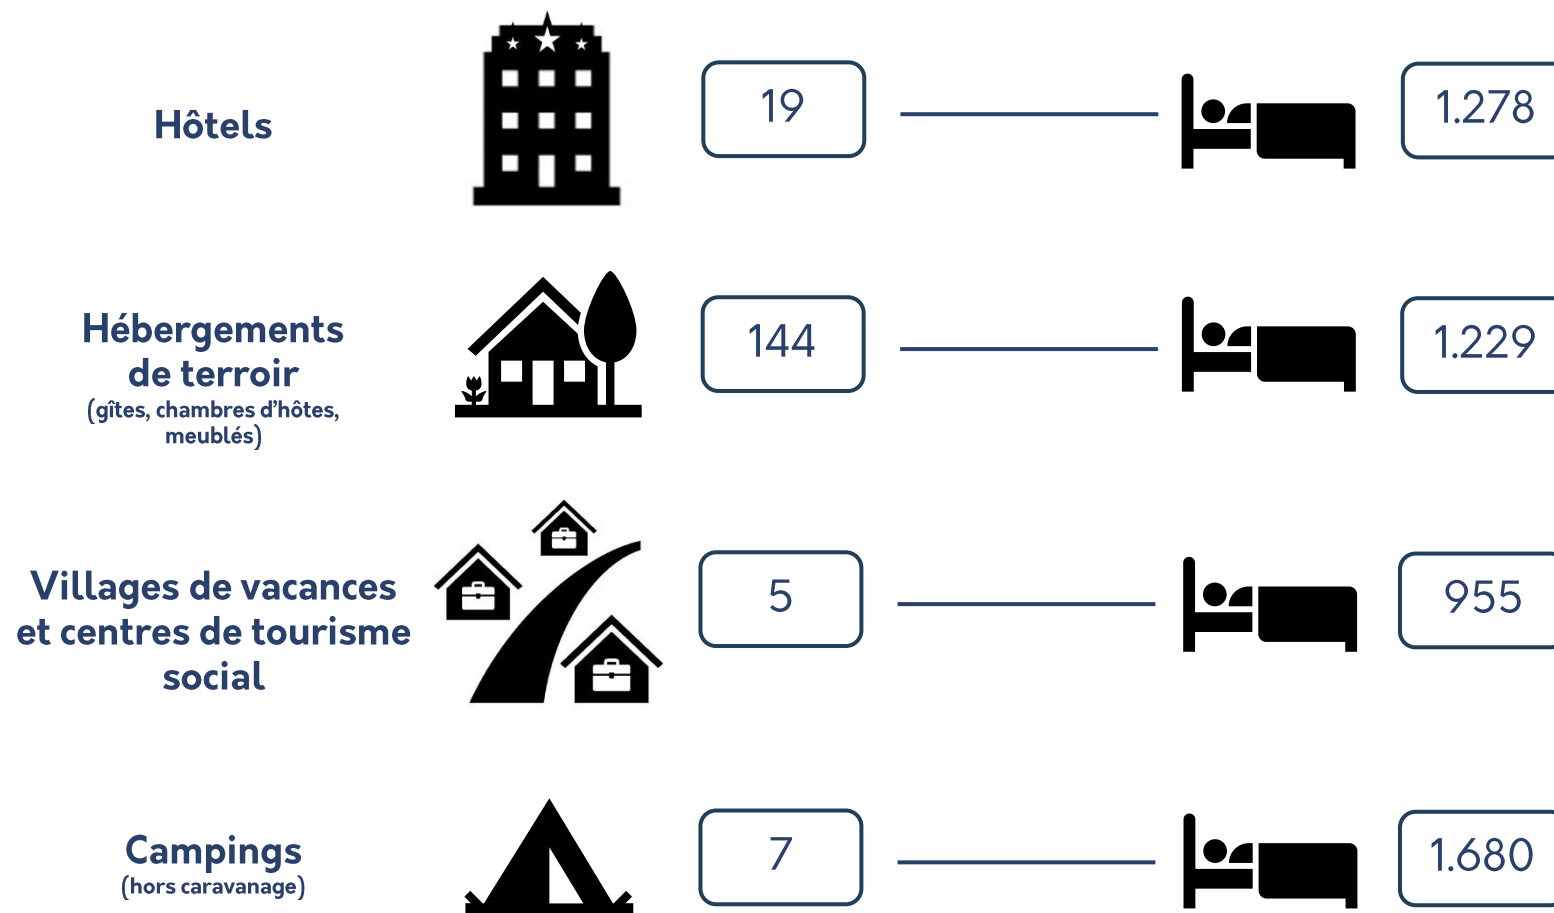 Hôtels
19
1.278
Hébergements
de terroir
(gîtes, chambres d'hôtes,
meublés)
144
1.229
Villages de vacances
et centres de tourisme
social
5
955
Campings
(hors caravanage)
7
1.680